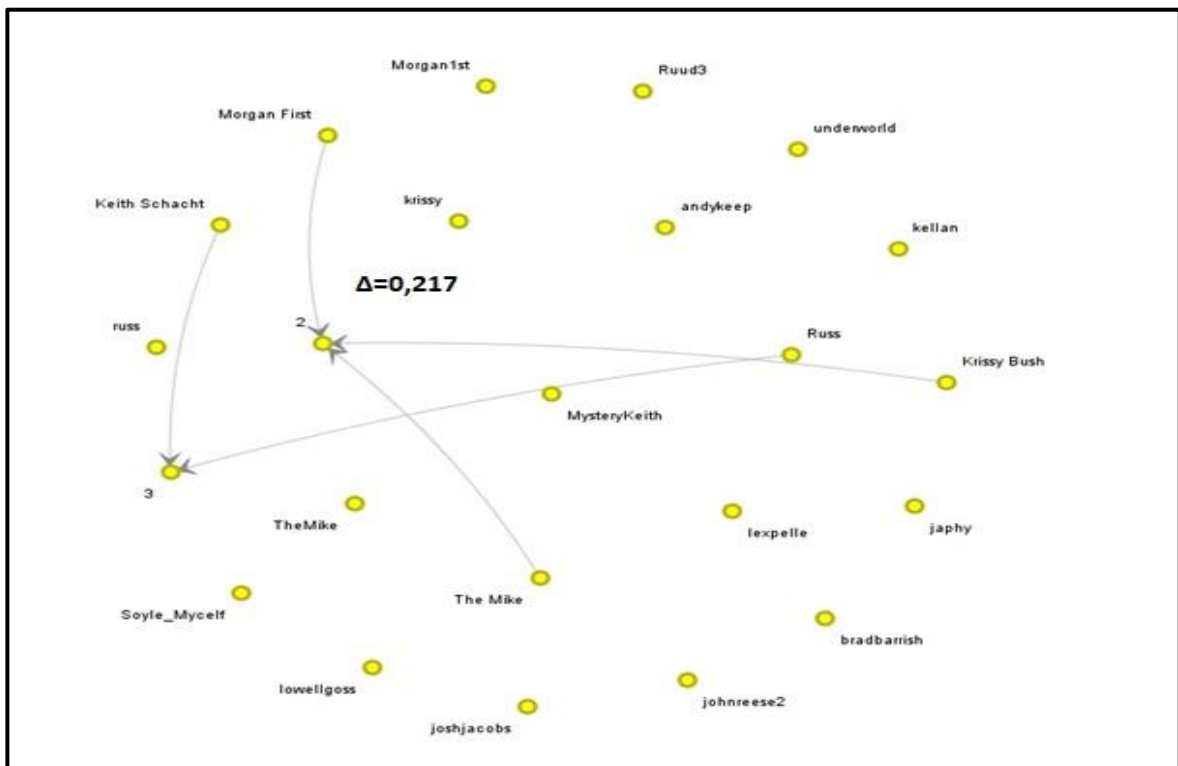 Morgan1st
Ruud3
Morgan First
underworld
Keith Schacht
krissy
andykeep
kellan
Δ=0,217
russ
2
Russ
Krissy Bush
MysteryKeith
3
TheMike
lexpelle
japhy
Soyle_Mycelf
The Mike
bradbarrish
lowellgoss
johnreese2
joshjacobs